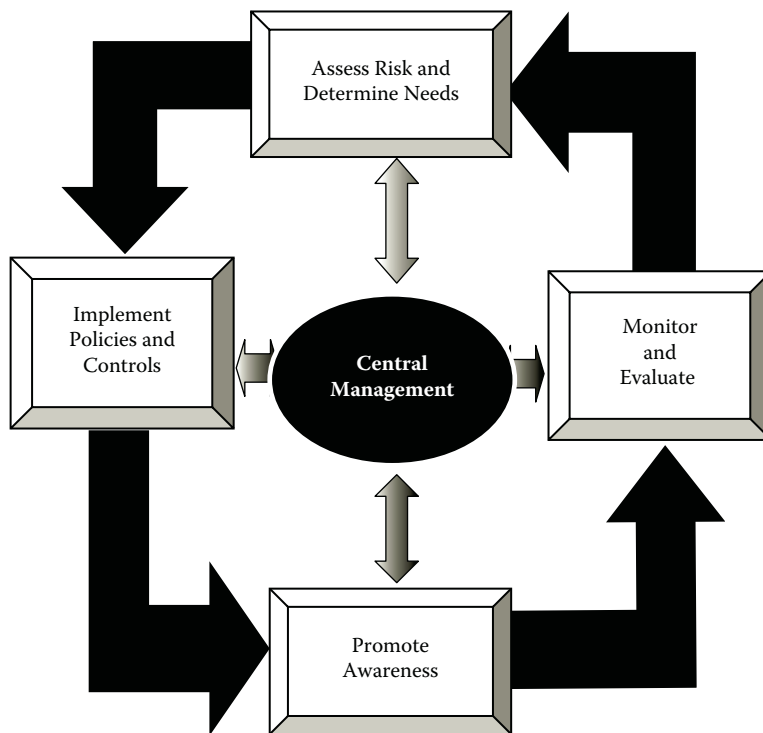 Assess Risk and
Determine Needs
Implement
Policies and
Controls
Central
Management
Monitor
and
Evaluate
Promote
Awareness